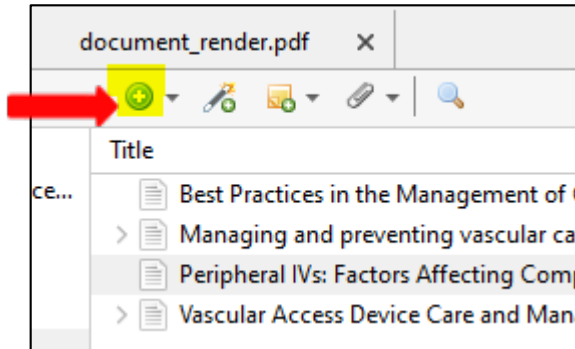 document_render.pdf
Title
ce...
Best Practices in the Management of
Managing and preventing vascular ca
Peripheral IVs: Factors Affecting Com
Vascular Access Device Care and Man